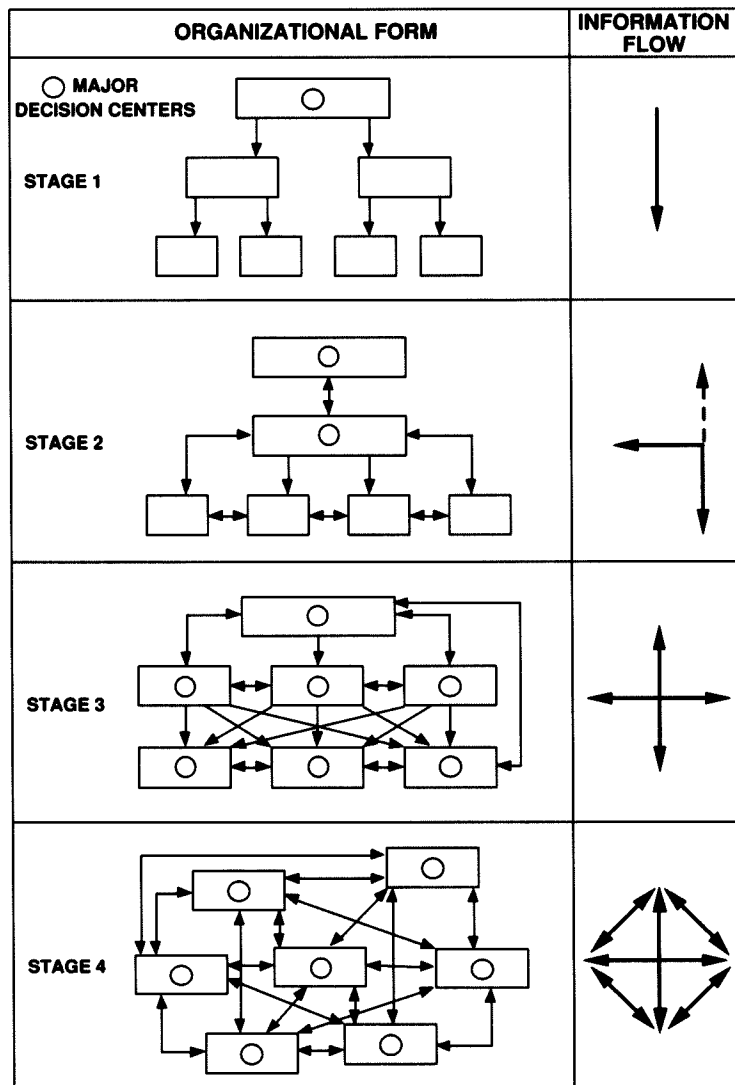 ORGANIZATIONAL FORM
INFORMATION
FLOW
MAJOR
DECISION CENTERS
STAGE 1
STAGE 2
STAGE 3
STAGE 4